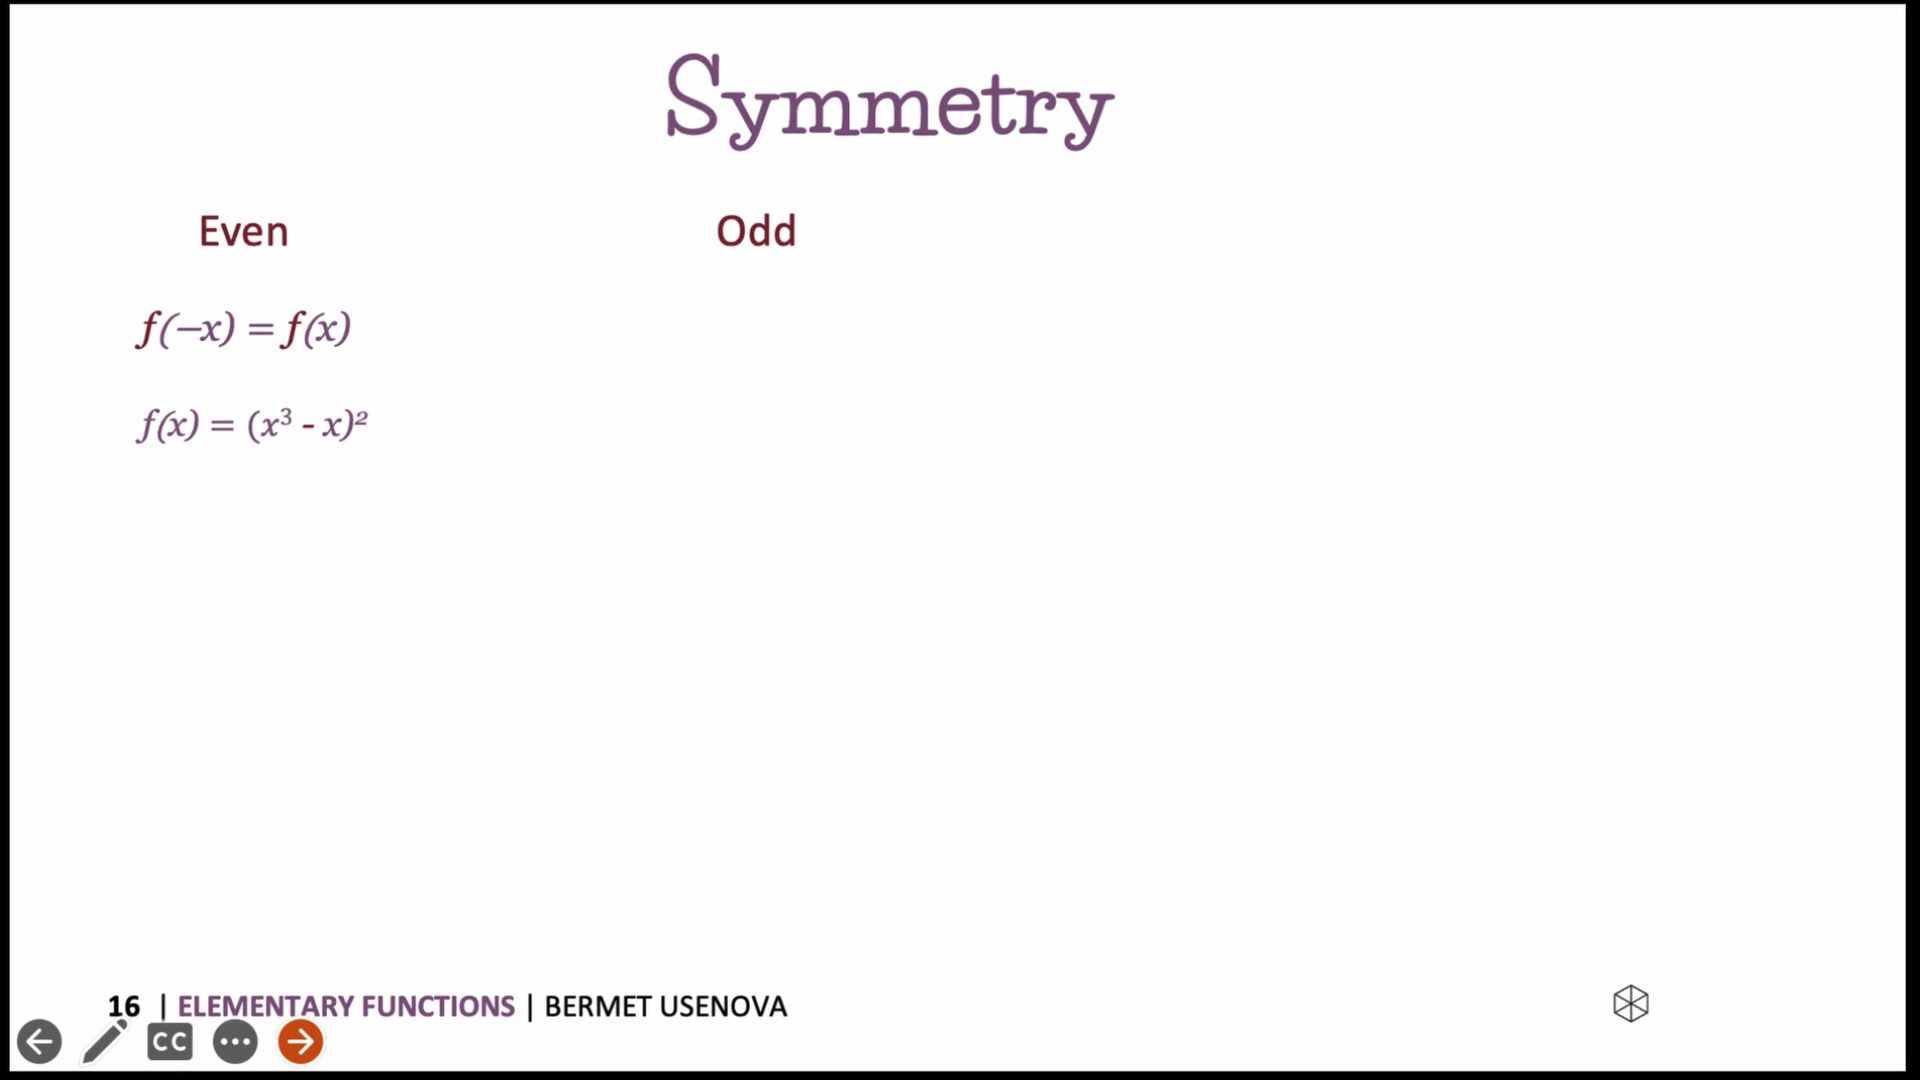 Symmetry
Even Odd
f(−x) = f(x)
f(x) = (x³ - x)²
16 | ELEMENTARY FUNCTIONS | BERMET USENOVA
CC